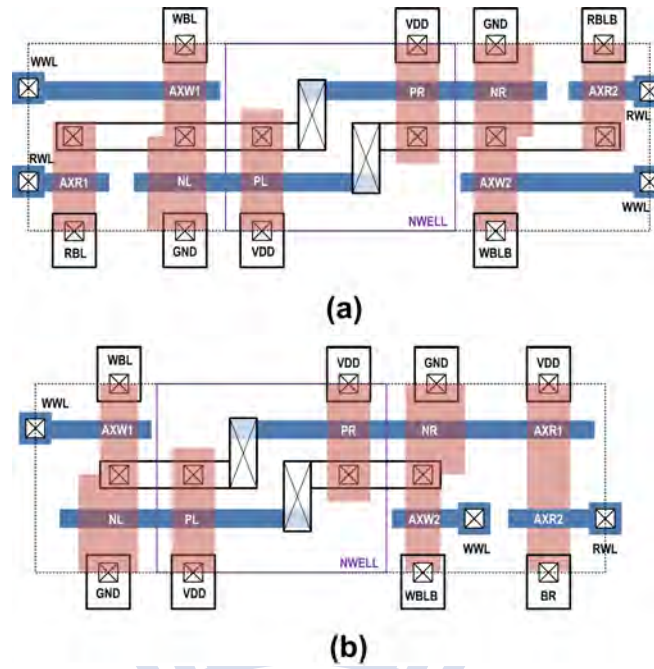 WBL VDD GND RBLB
WWL
AXW1 PR NR AXR2
RWL
RWL
AXR1 NL PL AXW2
WWL
NWELL
RBL GND VDD WBLB
(a)
WBL VDD GND VDD
WWL
AXW1 PR NR AXR1
NL PL AXW2 AXR2
WWL RWL
NWELL
GND VDD WBLB BR
(b)